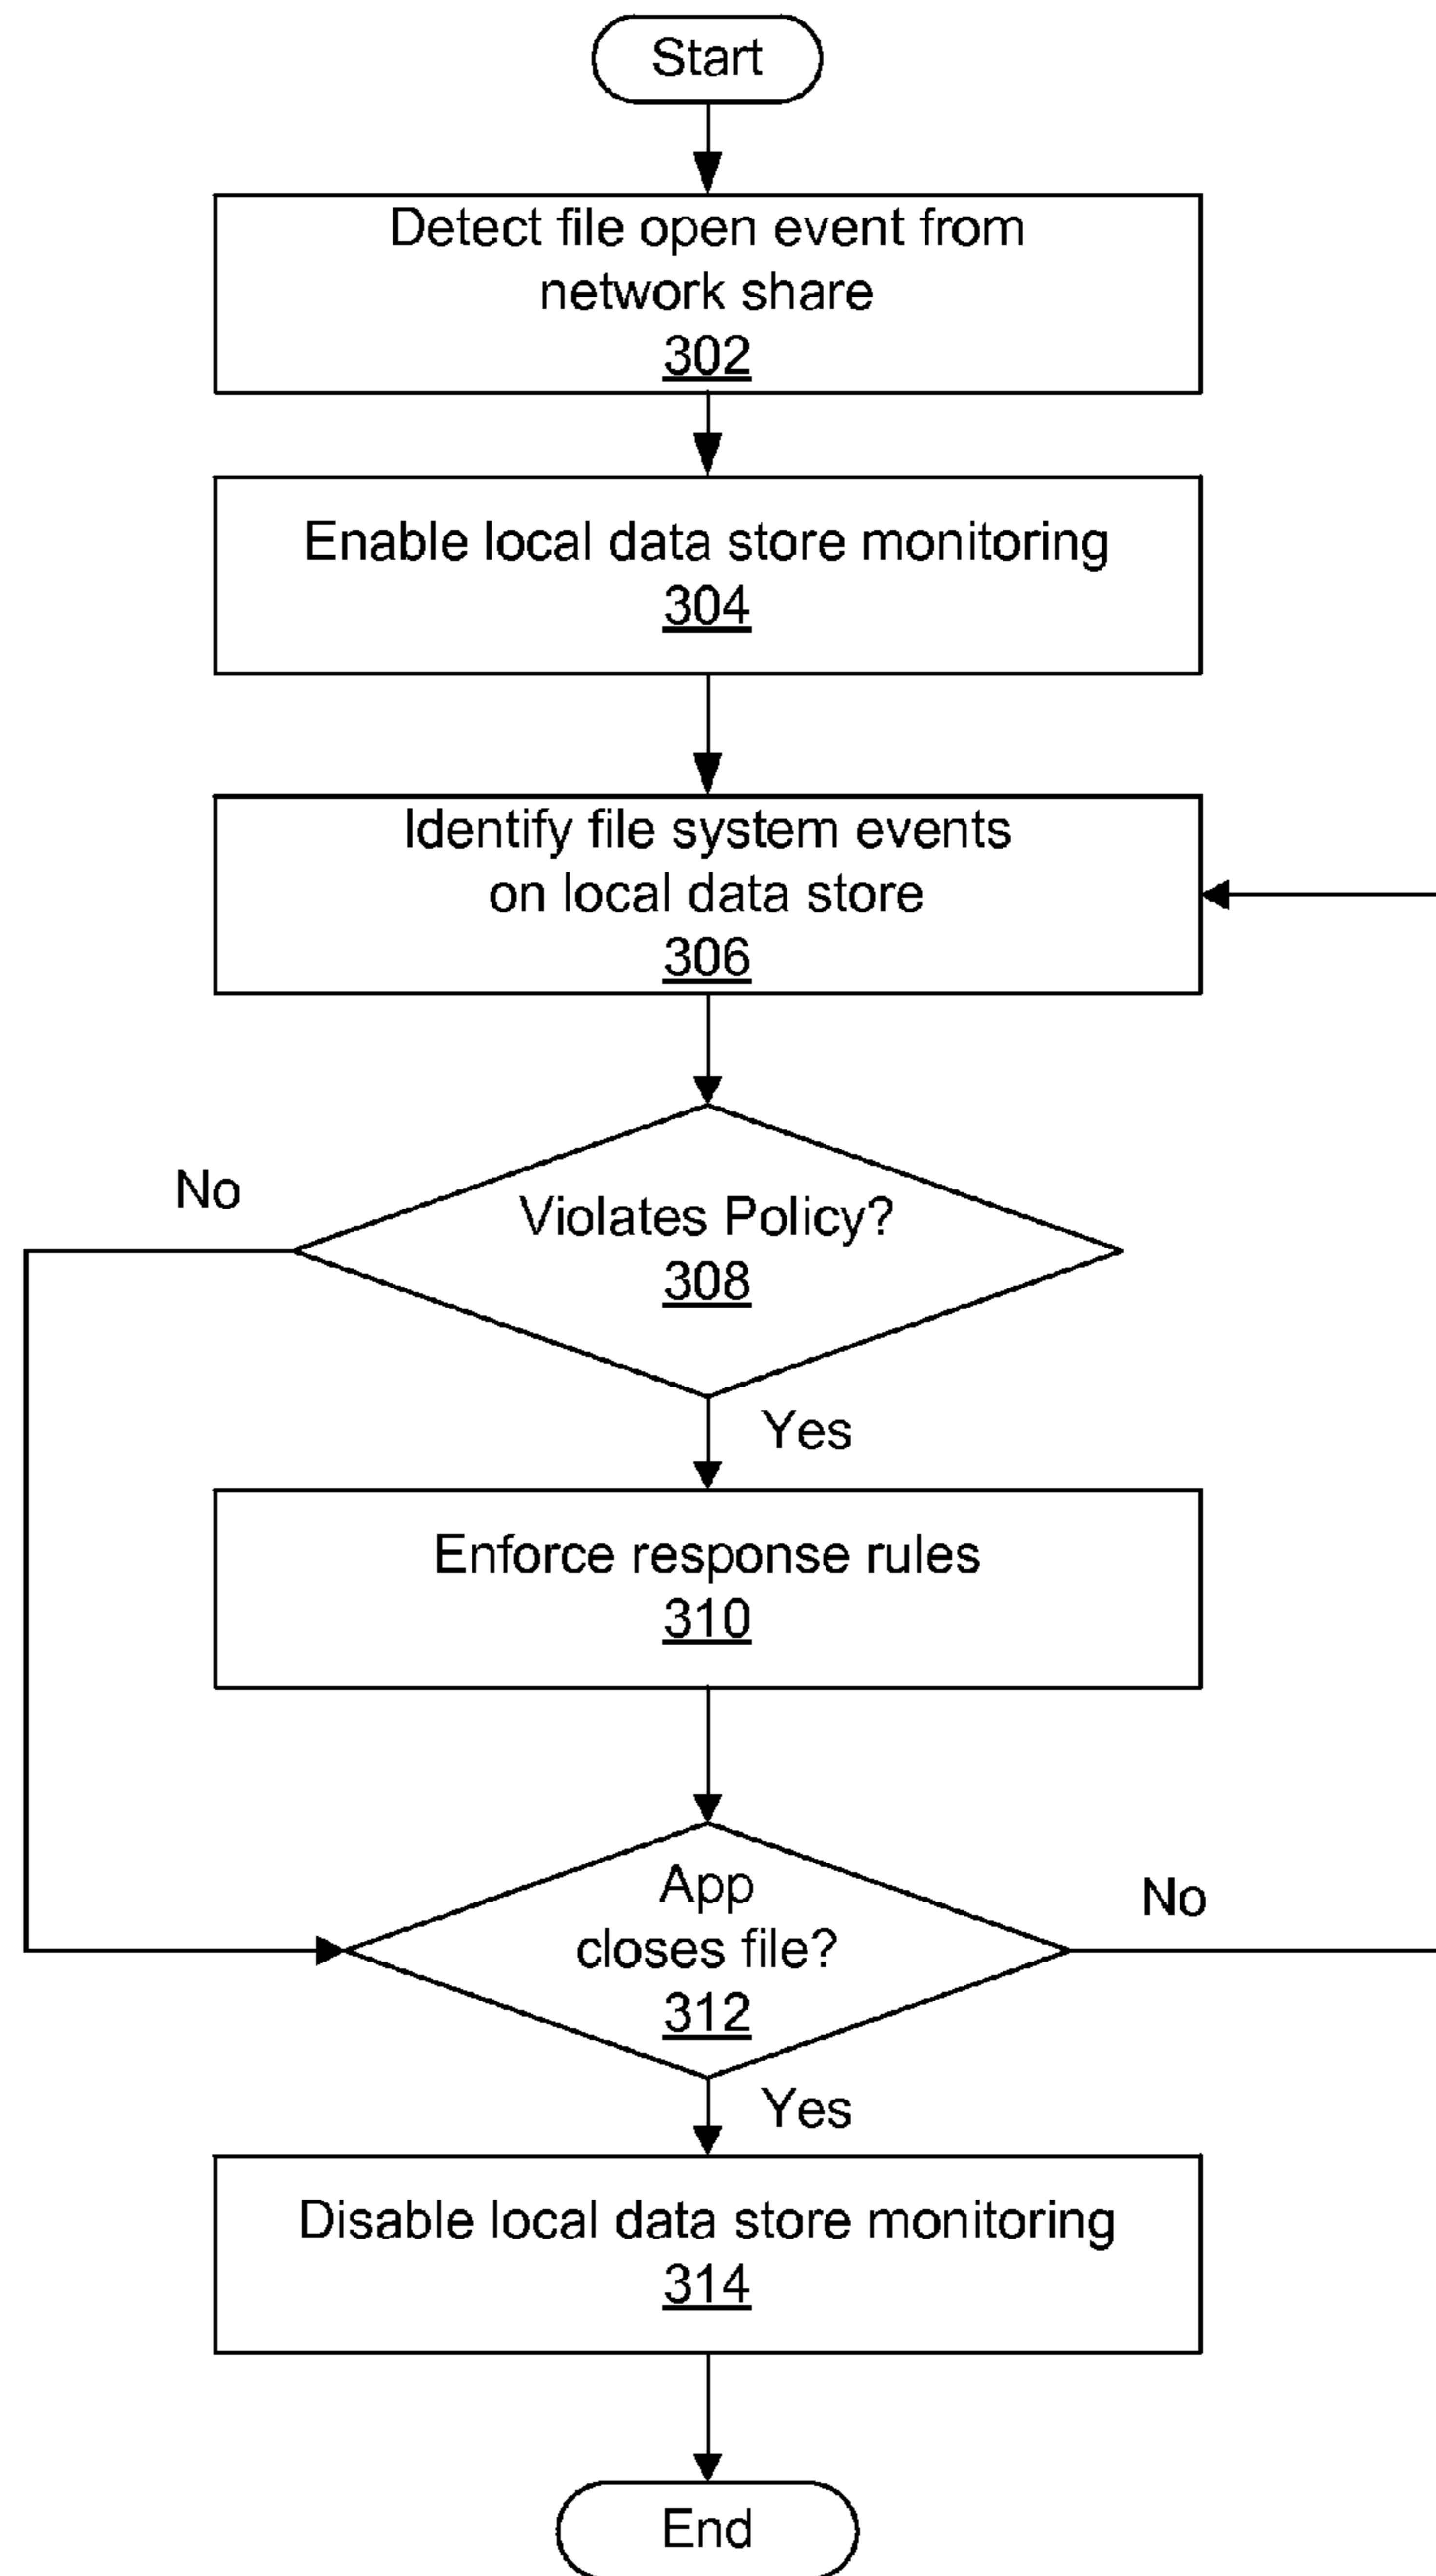 Start
Detect file open event from
network share
302
Enable local data store monitoring
304
Identify file system events
on local data store
306
No
Violates Policy?
308
Yes
Enforce response rules
310
App
closes file?
312
No
Yes
Disable local data store monitoring
314
End